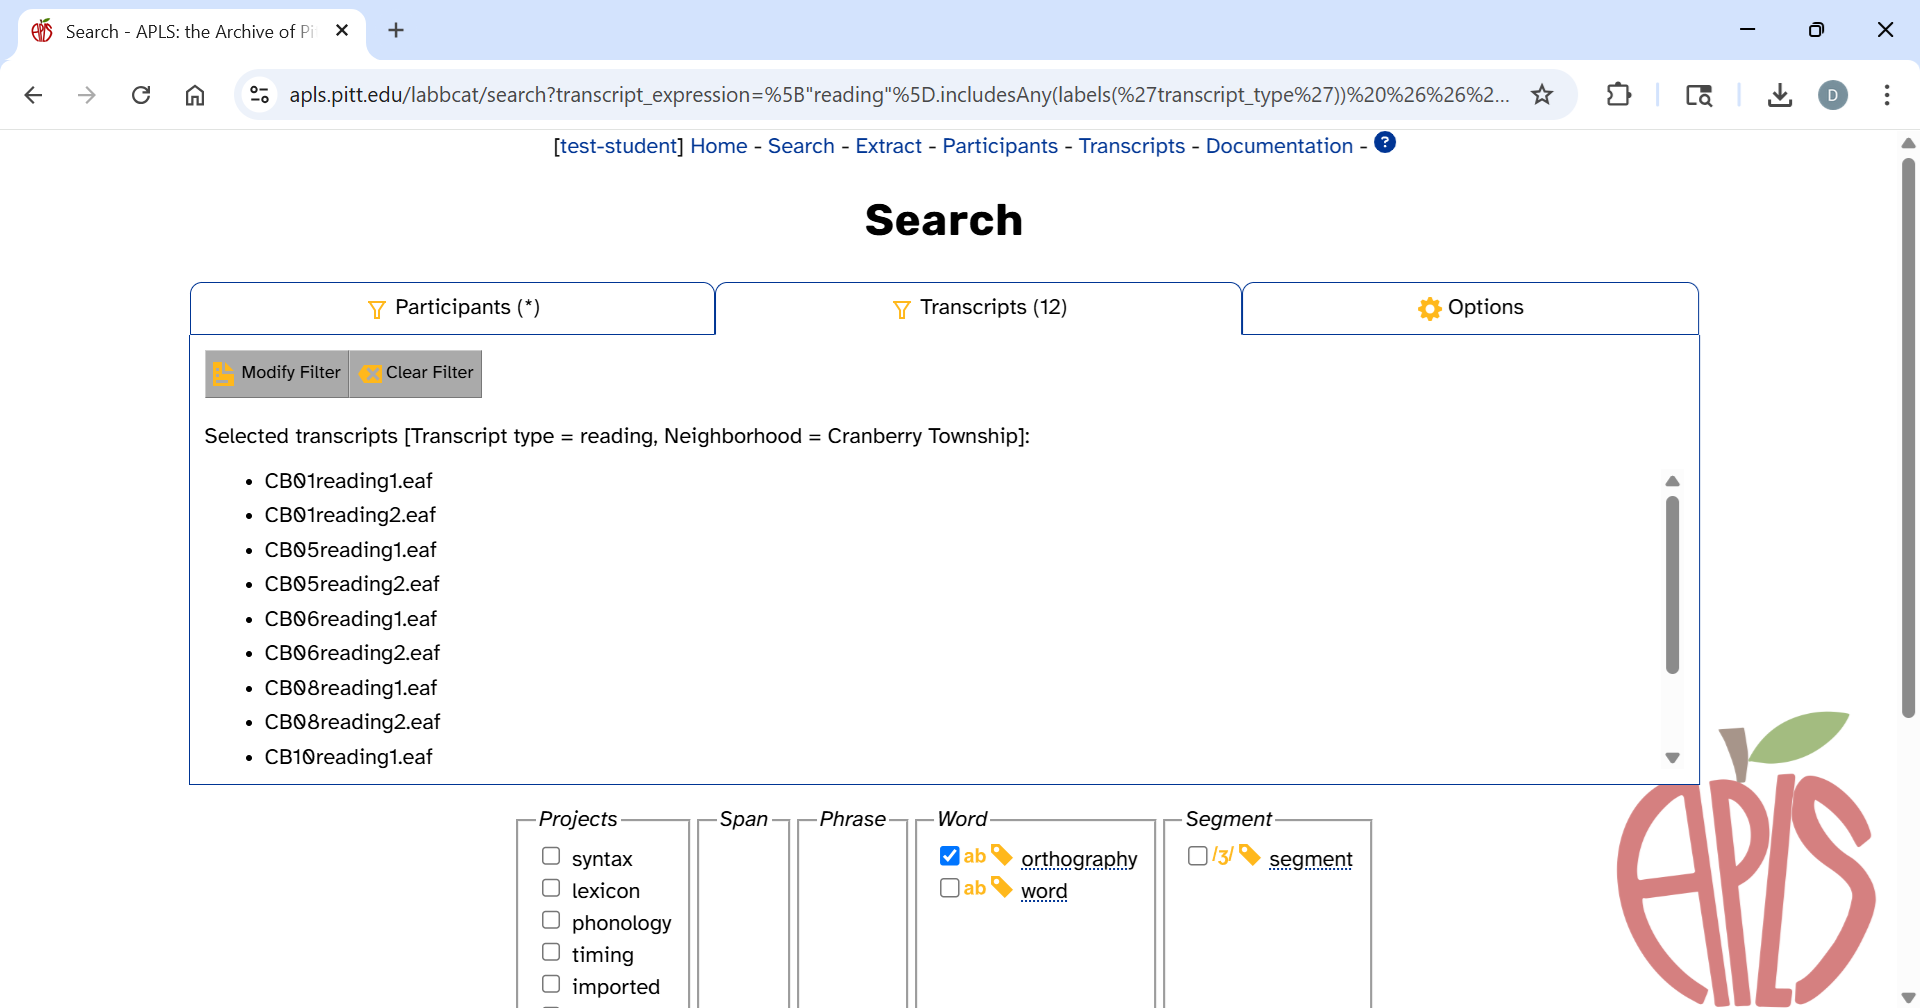 Search - APLS: the Archive of Pi
apls.pitt.edu/labbcat/search?transcript_expression=%5B"reading"%5D.includesAny(labels(%27transcript_type%27))%20%26%26%2...
D
[test-student] Home - Search - Extract - Participants - Transcripts - Documentation - ?
Search
Participants (*)
Transcripts (12)
Options
Modify Filter
Clear Filter
Selected transcripts [Transcript type = reading, Neighborhood = Cranberry Township]:
• CB01reading1.eaf
• CB01reading2.eaf
• CB05reading1.eaf
• CB05reading2.eaf
• CB06reading1.eaf
• CB06reading2.eaf
• CB08reading1.eaf
• CB08reading2.eaf
• CB10reading1.eaf
Projects
syntax
lexicon
phonology
timing
imported
Span
Phrase
Word
ab orthography
ab word
Segment
/ʒ/ segment
APLS